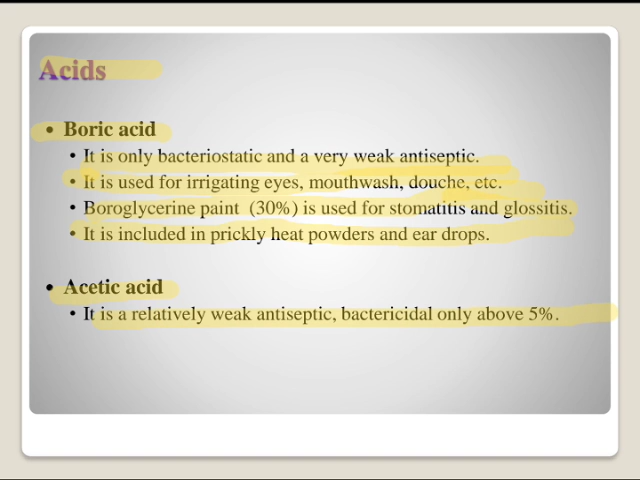 Acids
• Boric acid
• It is only bacteriostatic and a very weak antiseptic.
• It is used for irrigating eyes, mouthwash, douche, etc.
• Boroglycerine paint (30%) is used for stomatitis and glossitis.
• It is included in prickly heat powders and ear drops.
• Acetic acid
• It is a relatively weak antiseptic, bactericidal only above 5%.